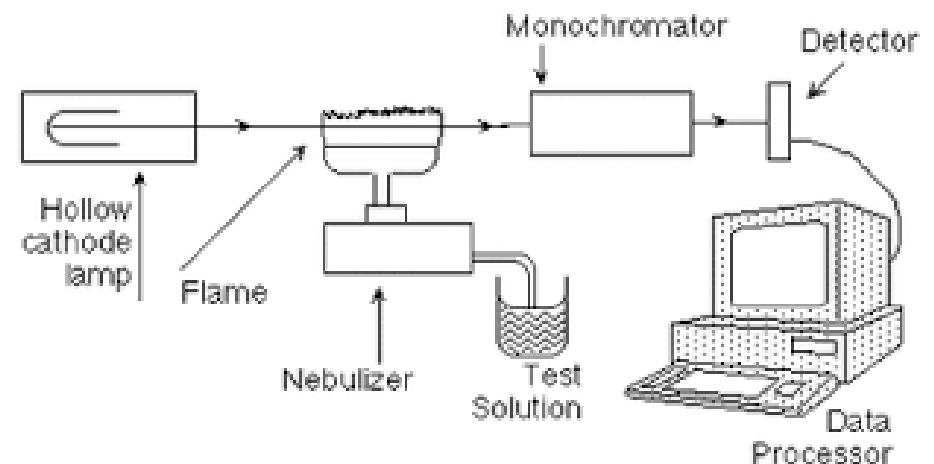 Monochromator
Detector
Hollow
cathode
lamp
Flame
Nebulizer
Test
Solution
Data
Processor